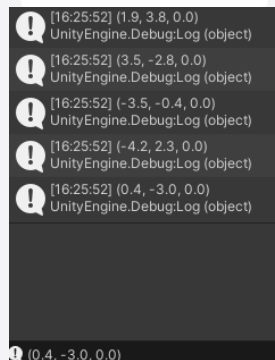 [16:25:52] (1.9, 3.8, 0.0)
UnityEngine.Debug:Log (object)
[16:25:52] (3.5, -2.8, 0.0)
UnityEngine.Debug:Log (object)
[16:25:52] (-3.5, -0.4, 0.0)
UnityEngine.Debug:Log (object)
[16:25:52] (-4.2, 2.3, 0.0)
UnityEngine.Debug:Log (object)
[16:25:52] (0.4, -3.0, 0.0)
UnityEngine.Debug:Log (object)
(0.4, -3.0, 0.0)